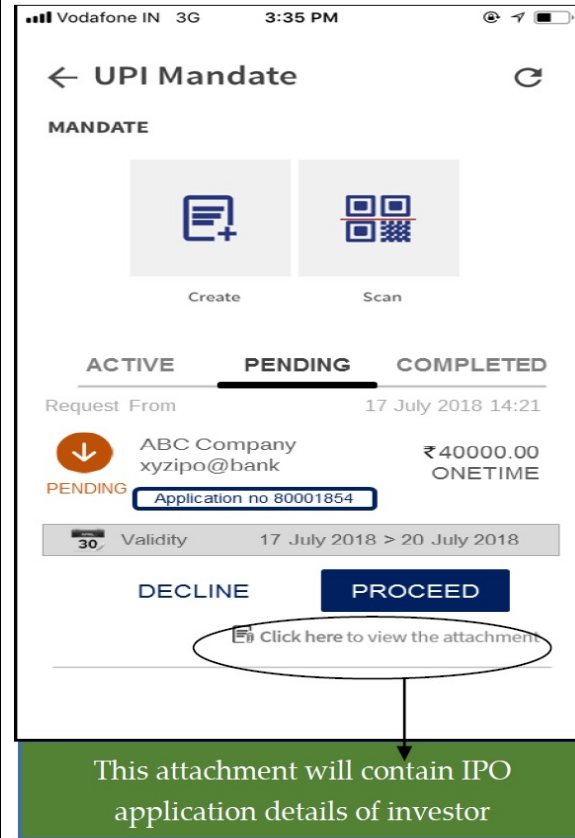 Vodafone IN 3G 3:35 PM
← UPI Mandate
MANDATE
Create Scan
ACTIVE PENDING COMPLETED
Request From 17 July 2018 14:21
ABC Company ₹40000.00
xyzipo@bank ONETIME
PENDING
Application no 80001854
30 Validity 17 July 2018 > 20 July 2018
DECLINE PROCEED
Click here to view the attachment
This attachment will contain IPO
application details of investor